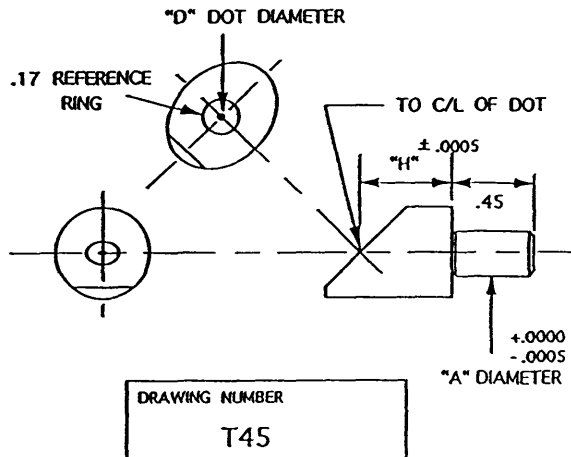 "D" DOT DIAMETER
.17 REFERENCE
RING
TO C/L OF DOT
± .0005
"H"
.45
+.0000
-.0005
"A" DIAMETER
DRAWING NUMBER
T45